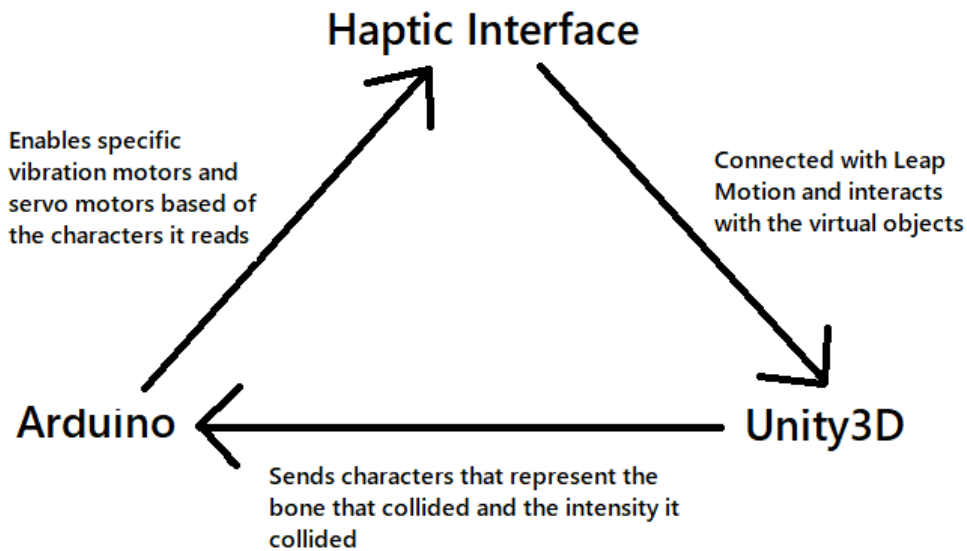 Haptic Interface
Enables specific
vibration motors and
servo motors based of
the characters it reads
Connected with Leap
Motion and interacts
with the virtual objects
Arduino
Unity3D
Sends characters that represent the
bone that collided and the intensity it
collided